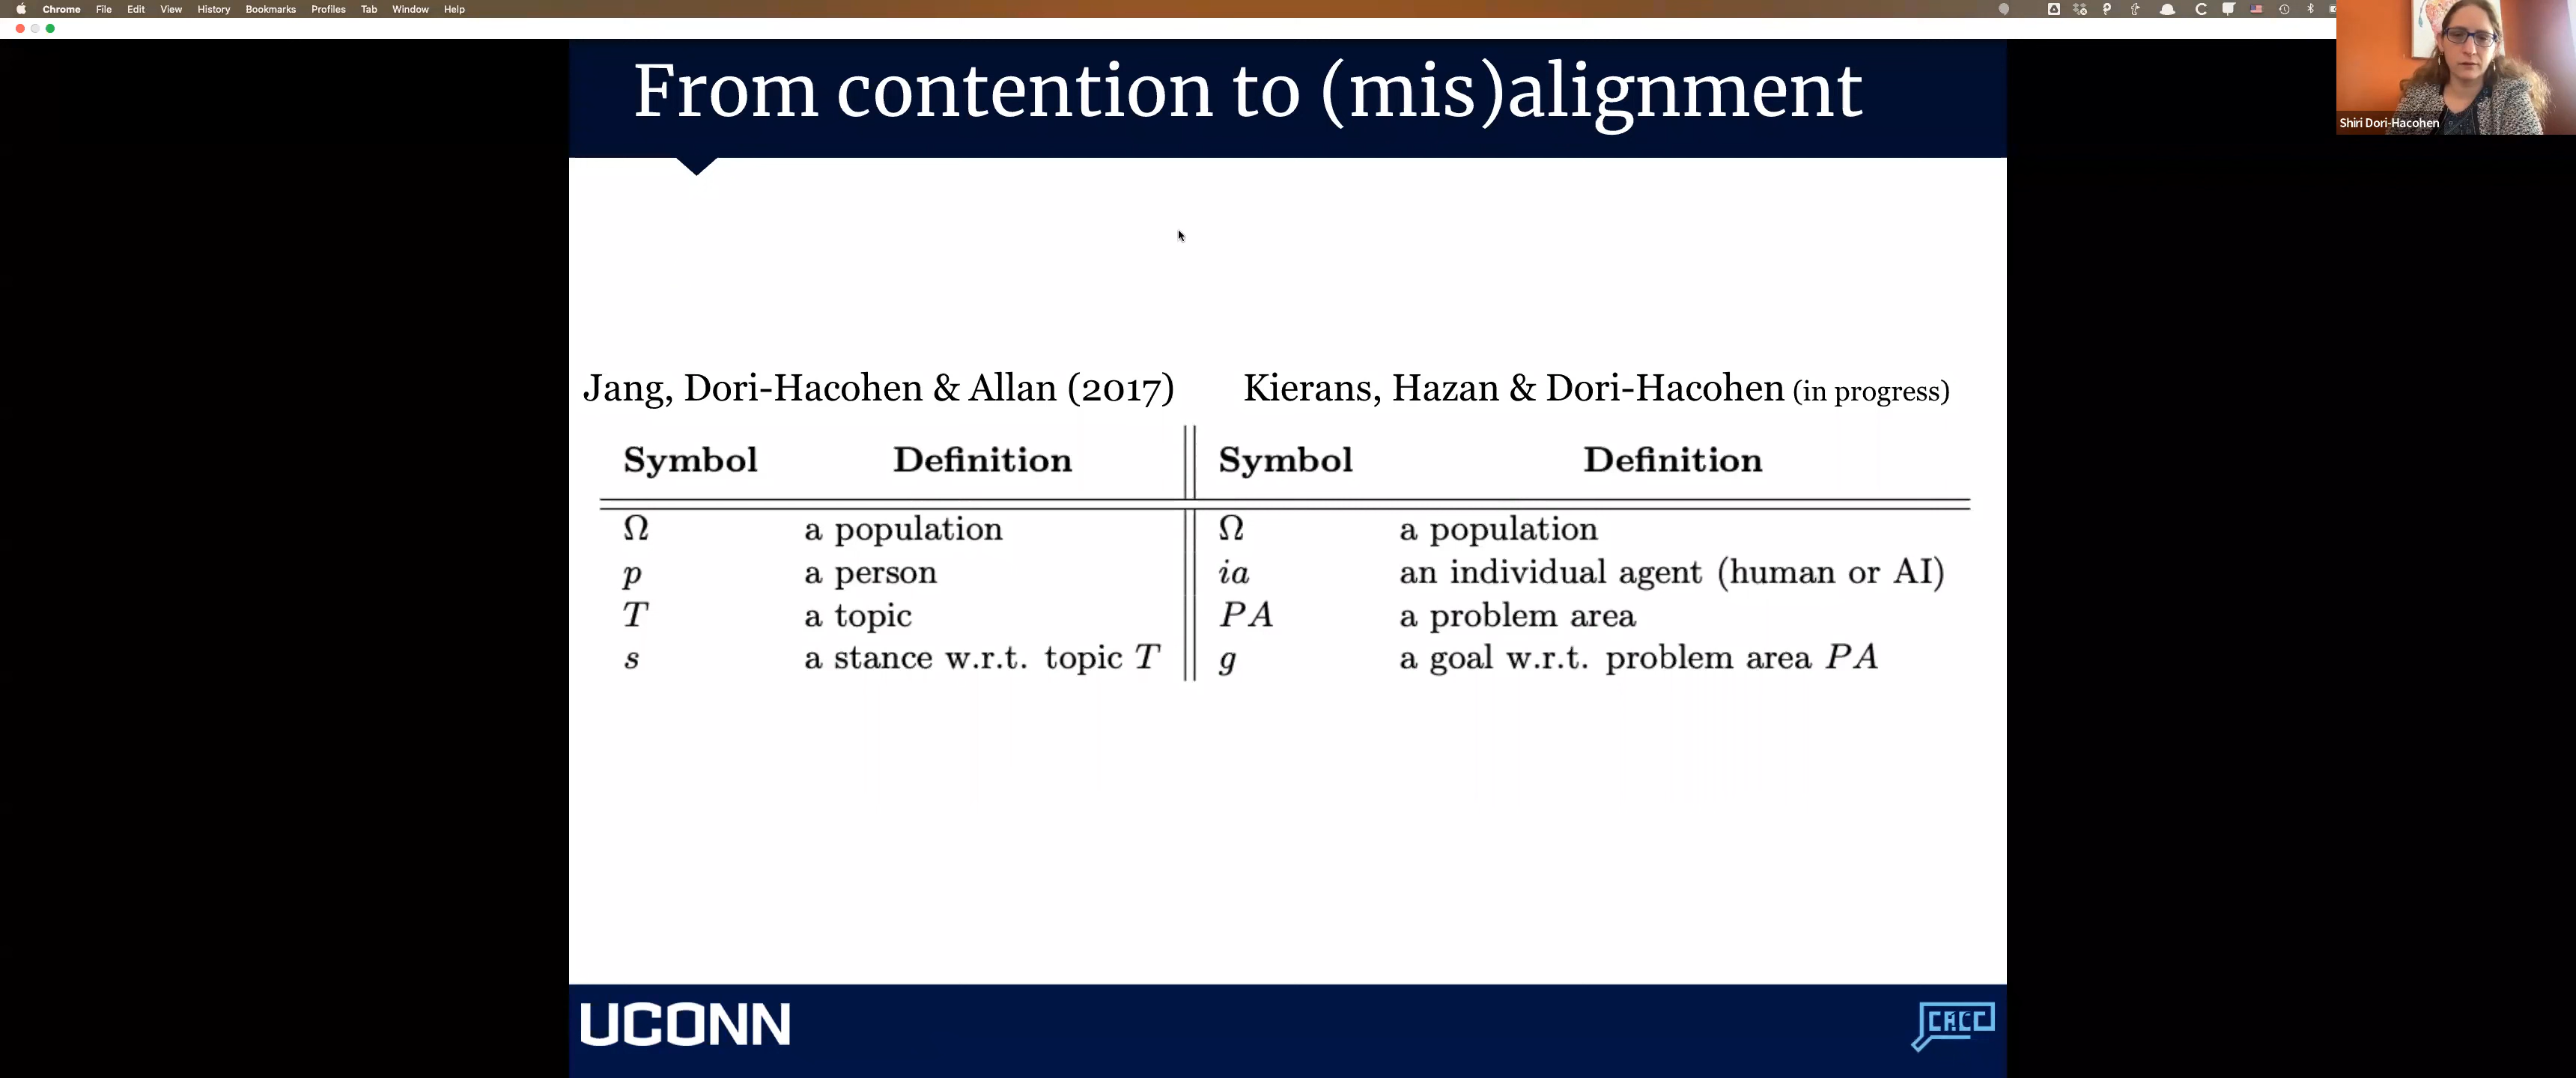 Chrome File Edit View History Bookmarks Profiles Tab Window Help
Shiri Dori-Hacohen
From contention to (mis)alignment
Jang, Dori-Hacohen & Allan (2017) Kierans, Hazan & Dori-Hacohen (in progress)
Symbol Definition Symbol Definition
Ω a population Ω a population
p a person ia an individual agent (human or AI)
T a topic PA a problem area
s a stance w.r.t. topic T g a goal w.r.t. problem area PA
UCONN